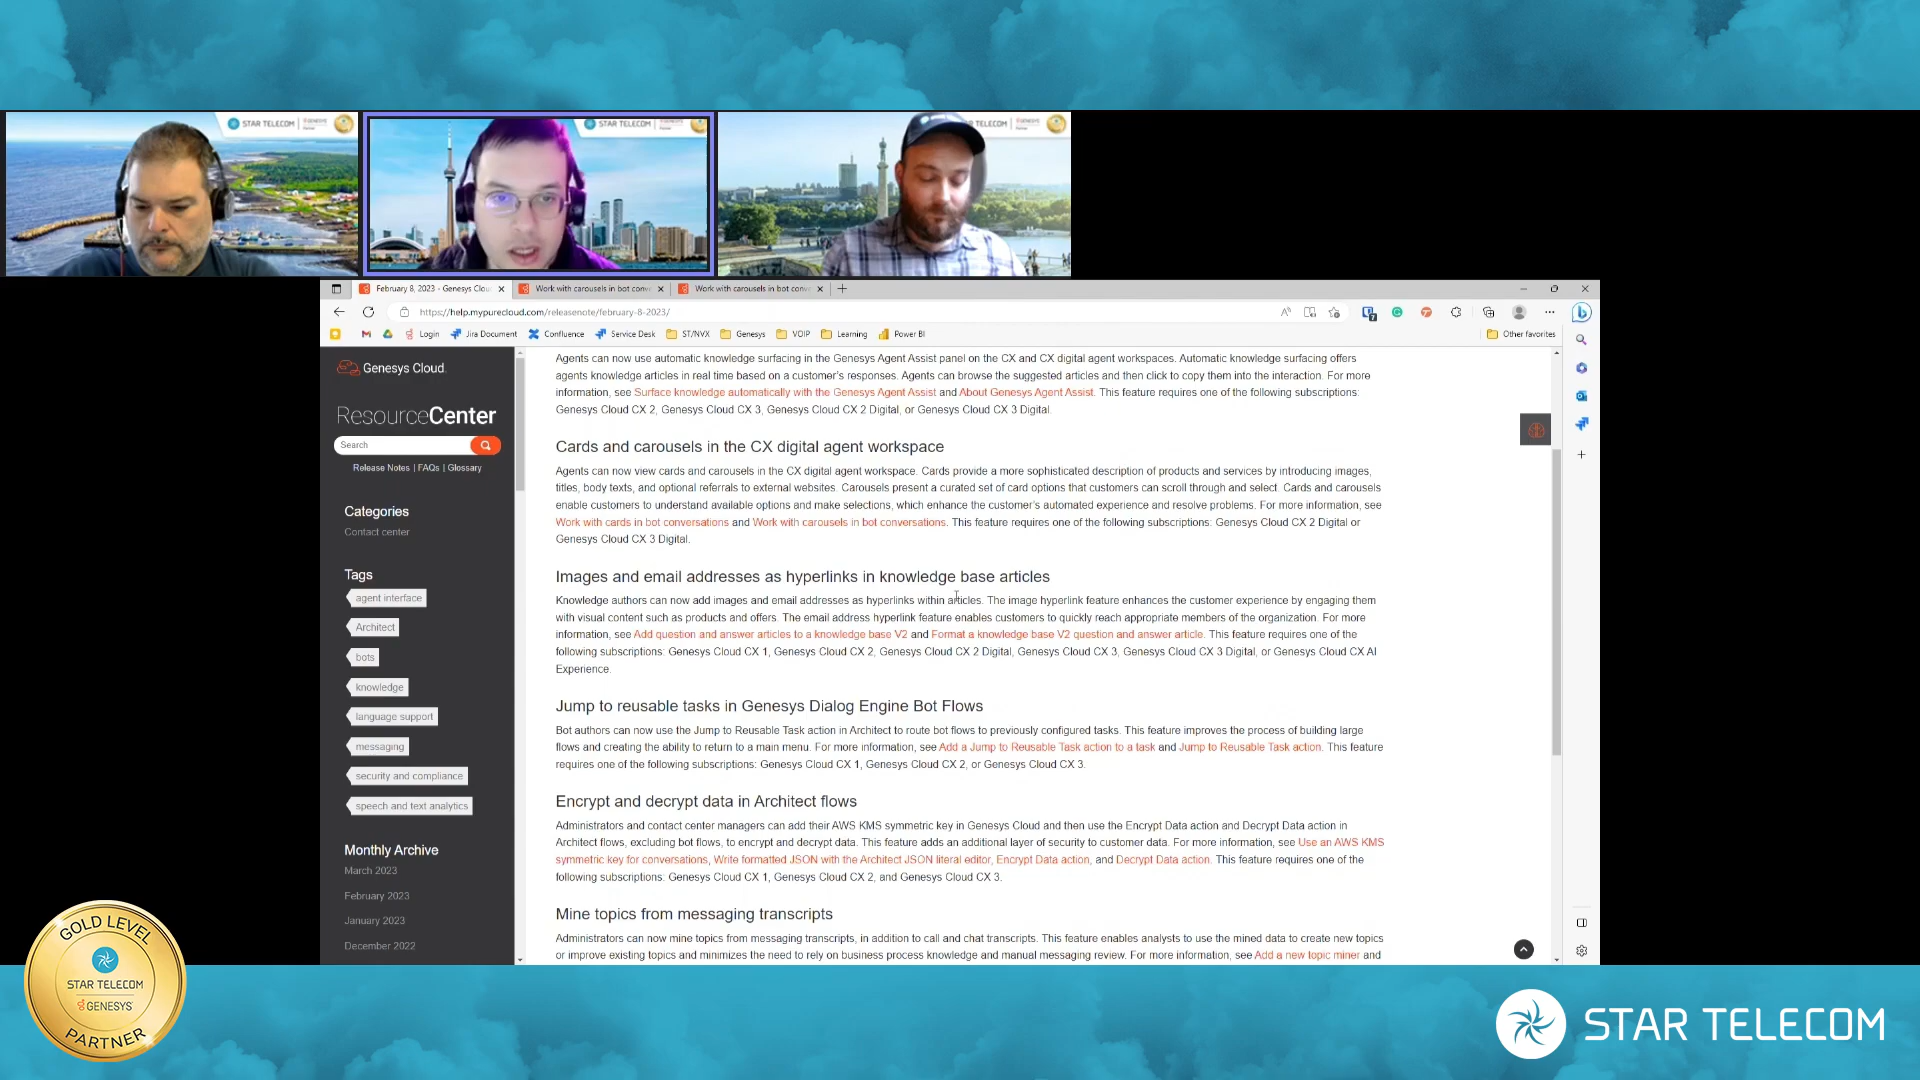 STAR TELECOM
GENESYS
STAR TELECOM
TELECOM
February 8, 2023 - Genesys Clou
Work with carousels in bot conv
Work with carousels in bot conv
https://help.mypurecloud.com/releasenote/february-8-2023/
Login
Jira Document
Confluence
Service Desk
ST/NVX
Genesys
VOIP
Learning
Power BI
Other favorites
Genesys Cloud
ResourceCenter
Search
Release Notes | FAQs | Glossary
Categories
Contact center
Tags
agent interface
Architect
bots
knowledge
language support
messaging
security and compliance
speech and text analytics
Monthly Archive
March 2023
February 2023
January 2023
December 2022
Agents can now use automatic knowledge surfacing in the Genesys Agent Assist panel on the CX and CX digital agent workspaces. Automatic knowledge surfacing offers
agents knowledge articles in real time based on a customer's responses. Agents can browse the suggested articles and then click to copy them into the interaction. For more
information, see Surface knowledge automatically with the Genesys Agent Assist and About Genesys Agent Assist. This feature requires one of the following subscriptions:
Genesys Cloud CX 2, Genesys Cloud CX 3, Genesys Cloud CX 2 Digital, or Genesys Cloud CX 3 Digital.
Cards and carousels in the CX digital agent workspace
Agents can now view cards and carousels in the CX digital agent workspace. Cards provide a more sophisticated description of products and services by introducing images,
titles, body texts, and optional referrals to external websites. Carousels present a curated set of card options that customers can scroll through and select. Cards and carousels
enable customers to understand available options and make selections, which enhance the customer's automated experience and resolve problems. For more information, see
Work with cards in bot conversations and Work with carousels in bot conversations. This feature requires one of the following subscriptions: Genesys Cloud CX 2 Digital or
Genesys Cloud CX 3 Digital.
Images and email addresses as hyperlinks in knowledge base articles
Knowledge authors can now add images and email addresses as hyperlinks within articles. The image hyperlink feature enhances the customer experience by engaging them
with visual content such as products and offers. The email address hyperlink feature enables customers to quickly reach appropriate members of the organization. For more
information, see Add question and answer articles to a knowledge base V2 and Format a knowledge base V2 question and answer article. This feature requires one of the
following subscriptions: Genesys Cloud CX 1, Genesys Cloud CX 2, Genesys Cloud CX 2 Digital, Genesys Cloud CX 3, Genesys Cloud CX 3 Digital, or Genesys Cloud CX AI
Experience.
Jump to reusable tasks in Genesys Dialog Engine Bot Flows
Bot authors can now use the Jump to Reusable Task action in Architect to route bot flows to previously configured tasks. This feature improves the process of building large
flows and creating the ability to return to a main menu. For more information, see Add a Jump to Reusable Task action to a task and Jump to Reusable Task action. This feature
requires one of the following subscriptions: Genesys Cloud CX 1, Genesys Cloud CX 2, or Genesys Cloud CX 3.
Encrypt and decrypt data in Architect flows
Administrators and contact center managers can add their AWS KMS symmetric key in Genesys Cloud and then use the Encrypt Data action and Decrypt Data action in
Architect flows, excluding bot flows, to encrypt and decrypt data. This feature adds an additional layer of security to customer data. For more information, see Use an AWS KMS
symmetric key for conversations, Write formatted JSON with the Architect JSON literal editor, Encrypt Data action, and Decrypt Data action. This feature requires one of the
following subscriptions: Genesys Cloud CX 1, Genesys Cloud CX 2, and Genesys Cloud CX 3.
Mine topics from messaging transcripts
Administrators can now mine topics from messaging transcripts, in addition to call and chat transcripts. This feature enables analysts to use the mined data to create new topics
or improve existing topics and minimizes the need to rely on business process knowledge and manual messaging review. For more information, see Add a new topic miner and
GOLD LEVEL
STAR TELECOM
GENESYS
PARTNER
STAR TELECOM